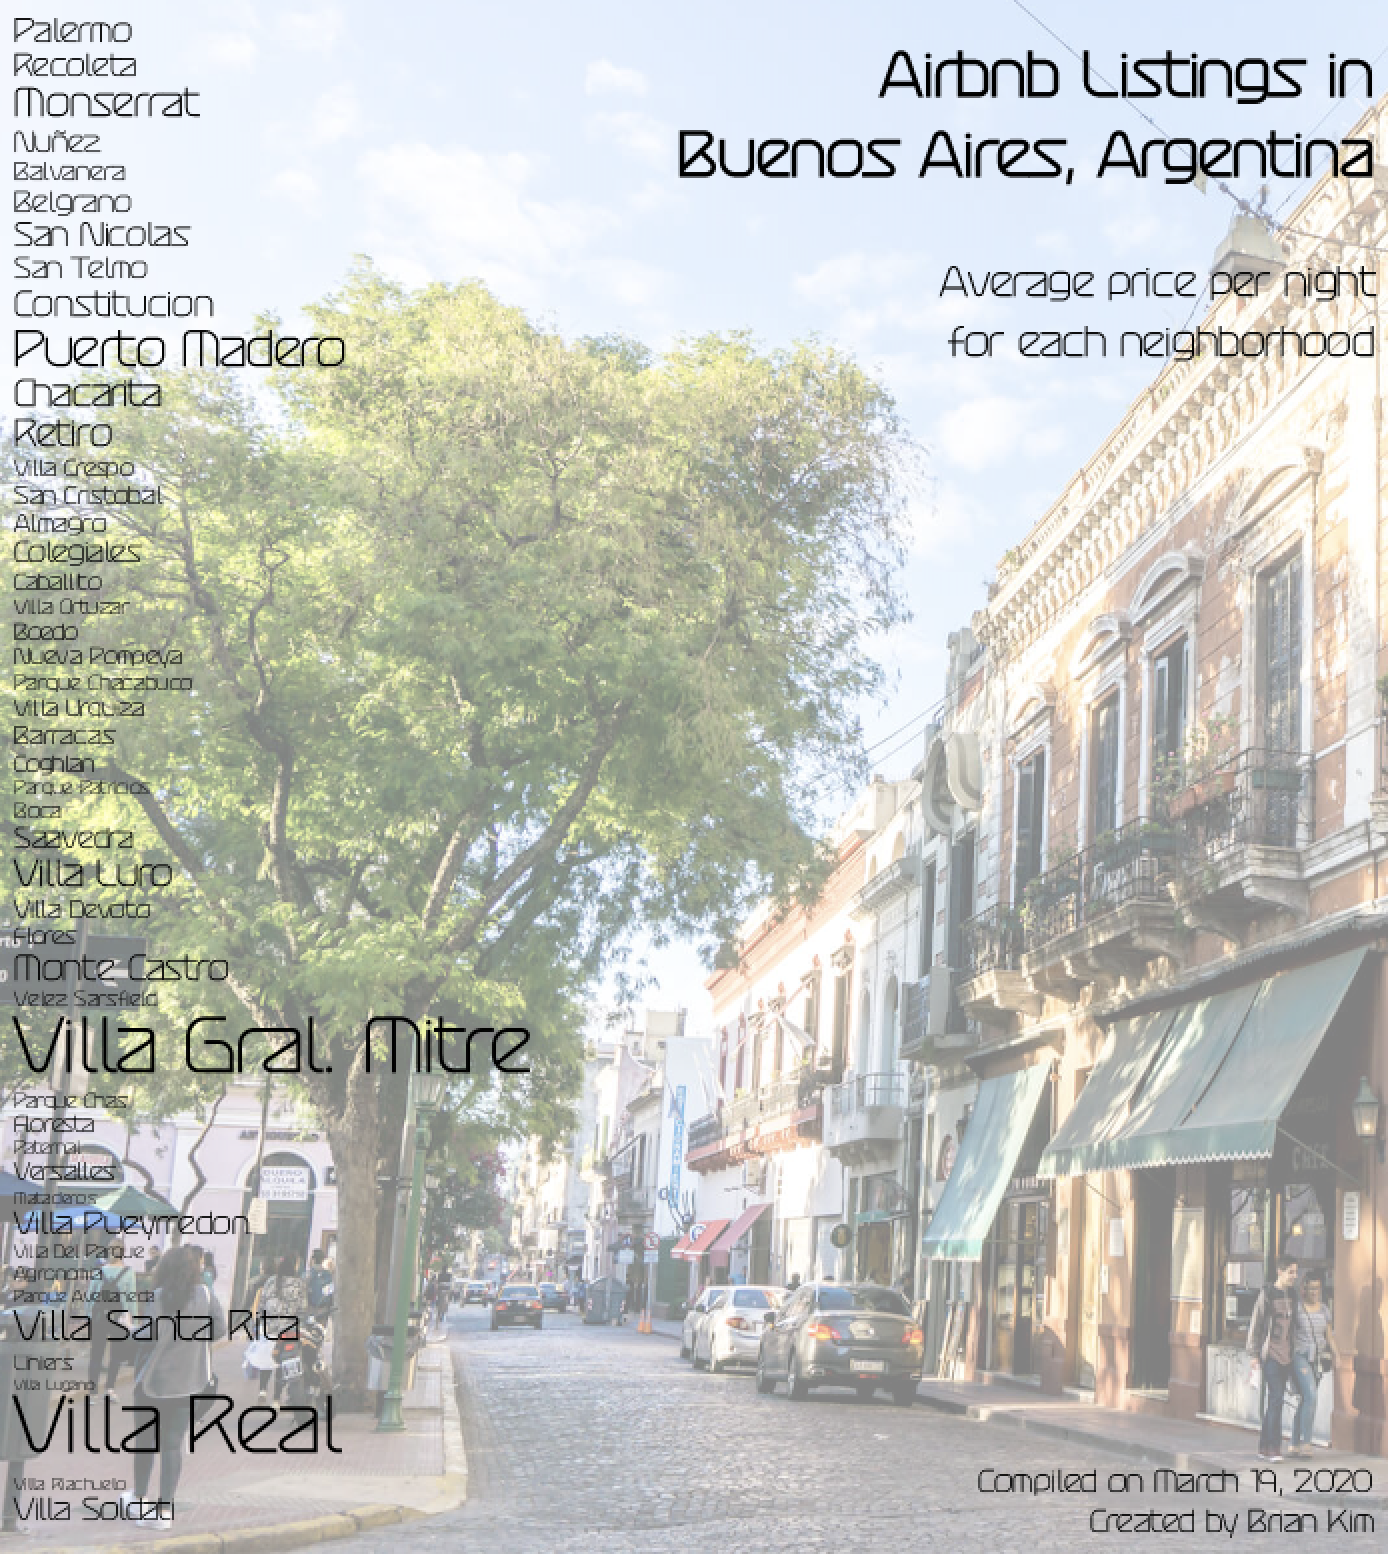 Airbnb Listings in
Buenos Aires, Argentina
Average price per night
for each neighborhood
Palermo
Recoleta
Monserrat
Nuñez
Balvanera
Belgrano
San Nicolas
San Telmo
Constitucion
Puerto Madero
Chacarita
Retiro
Villa Crespo
San Cristobal
Almagro
Colegiales
Caballito
Villa Ortuzar
Boedo
Nueva Pompeya
Parque Chacabuco
Villa Urquiza
Barracas
Coghlan
Parque Patricios
Boca
Saavedra
Villa Luro
Villa Devoto
Flores
Monte Castro
Velez Sarsfield
Villa Gral. Mitre
Parque Chas
Floresta
Paternal
Versalles
Mataderos
Villa Pueyrredon
Villa Del Parque
Agronomia
Parque Avellaneda
Villa Santa Rita
Liniers
Villa Lugano
Villa Real
Villa Riachuelo
Villa Soldati
DUEÑO
ALQUILA
Compiled on March 19, 2020
Created by Brian Kim